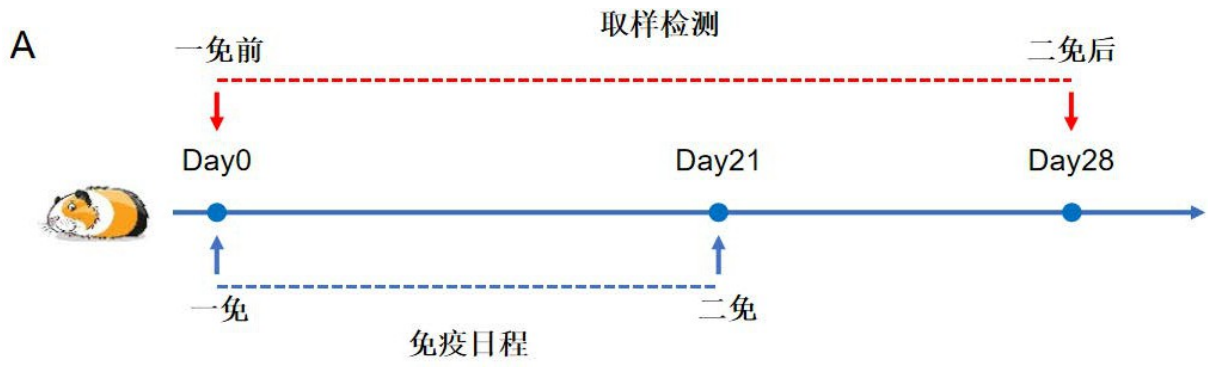 A
取样检测
一免前
二免后
Day0
Day21
Day28
一免
二免
免疫日程